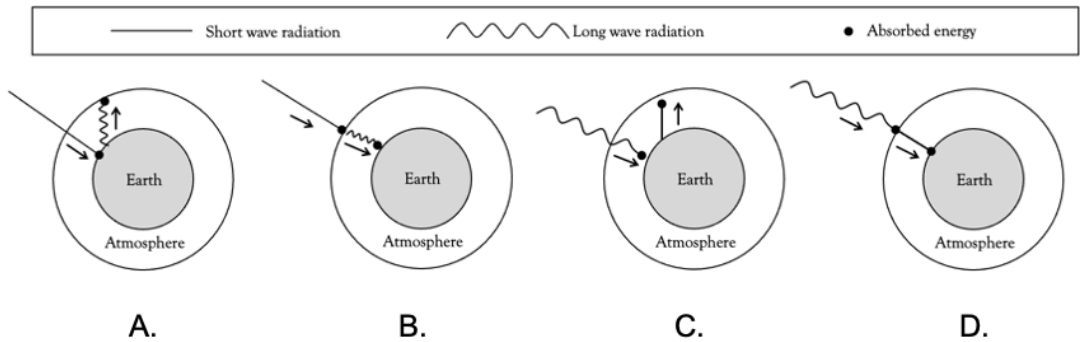 Short wave radiation Long wave radiation Absorbed energy
Earth Earth Earth Earth
Atmosphere Atmosphere Atmosphere Atmosphere
A. B. C. D.